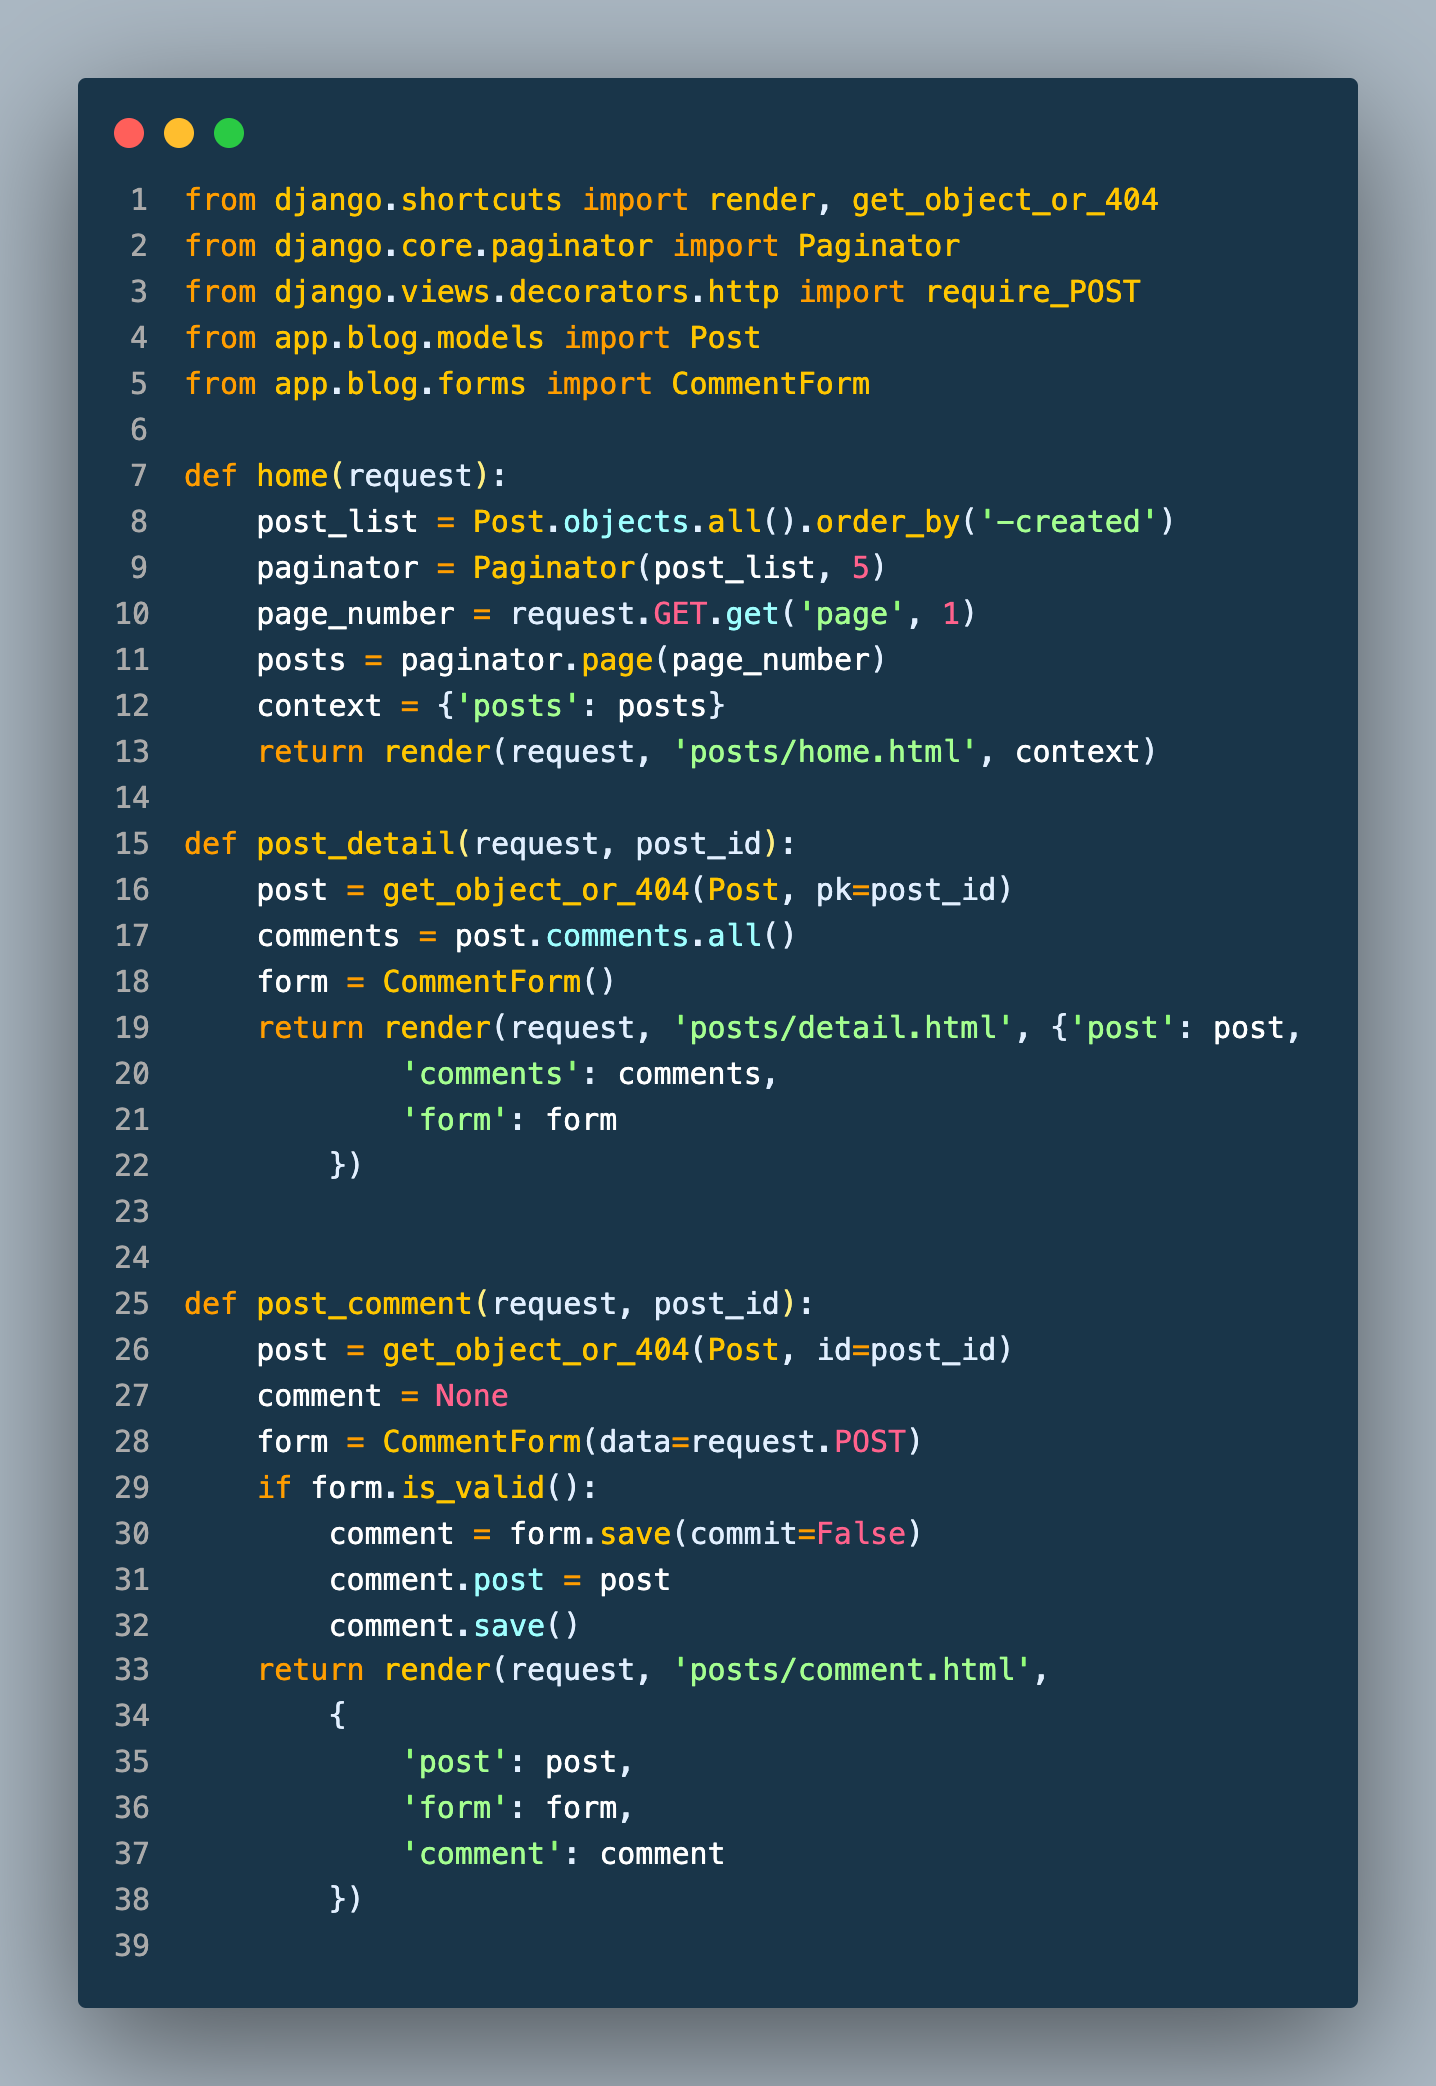 1 from django.shortcuts import render, get_object_or_404
2 from django.core.paginator import Paginator
3 from django.views.decorators.http import require_POST
4 from app.blog.models import Post
5 from app.blog.forms import CommentForm
6
7 def home(request):
8     post_list = Post.objects.all().order_by('-created')
9     paginator = Paginator(post_list, 5)
10     page_number = request.GET.get('page', 1)
11     posts = paginator.page(page_number)
12     context = {'posts': posts}
13     return render(request, 'posts/home.html', context)
14
15 def post_detail(request, post_id):
16     post = get_object_or_404(Post, pk=post_id)
17     comments = post.comments.all()
18     form = CommentForm()
19     return render(request, 'posts/detail.html', {'post': post,
20             'comments': comments,
21             'form': form
22         })
23
24
25 def post_comment(request, post_id):
26     post = get_object_or_404(Post, id=post_id)
27     comment = None
28     form = CommentForm(data=request.POST)
29     if form.is_valid():
30         comment = form.save(commit=False)
31         comment.post = post
32         comment.save()
33     return render(request, 'posts/comment.html',
34         {
35             'post': post,
36             'form': form,
37             'comment': comment
38         })
39